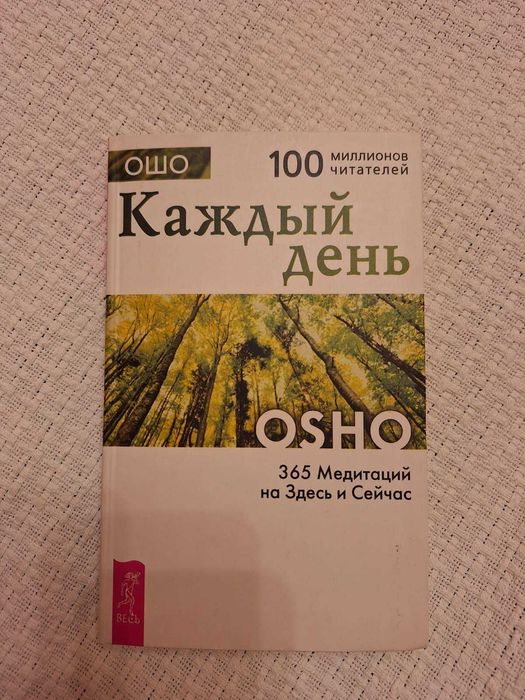 ОШО
100 миллионов
читателей
Каждый
день
OSHO
365 Медитаций
на Здесь и Сейчас
ВЕСЬ